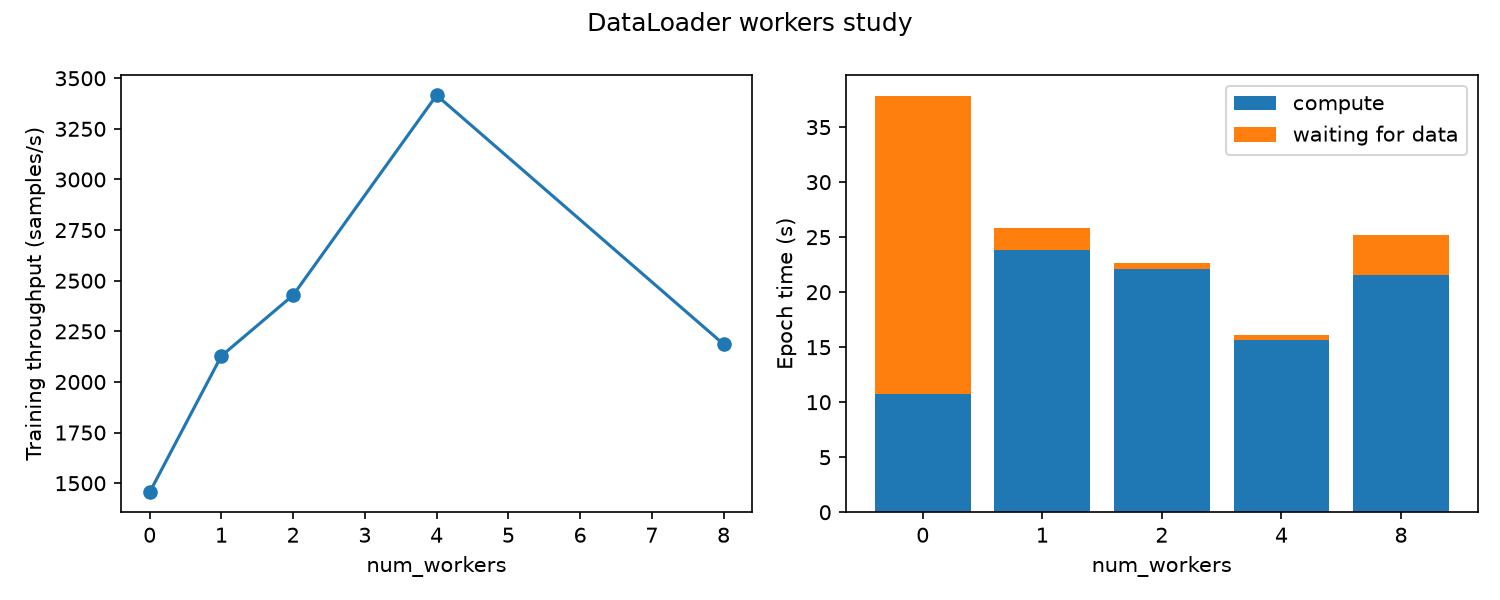 DataLoader workers study
Training throughput (samples/s)
3500
3250
3000
2750
2500
2250
2000
1750
1500
0 1 2 3 4 5 6 7 8
num_workers
Epoch time (s)
35
30
25
20
15
10
5
0
compute
waiting for data
0 1 2 4 8
num_workers